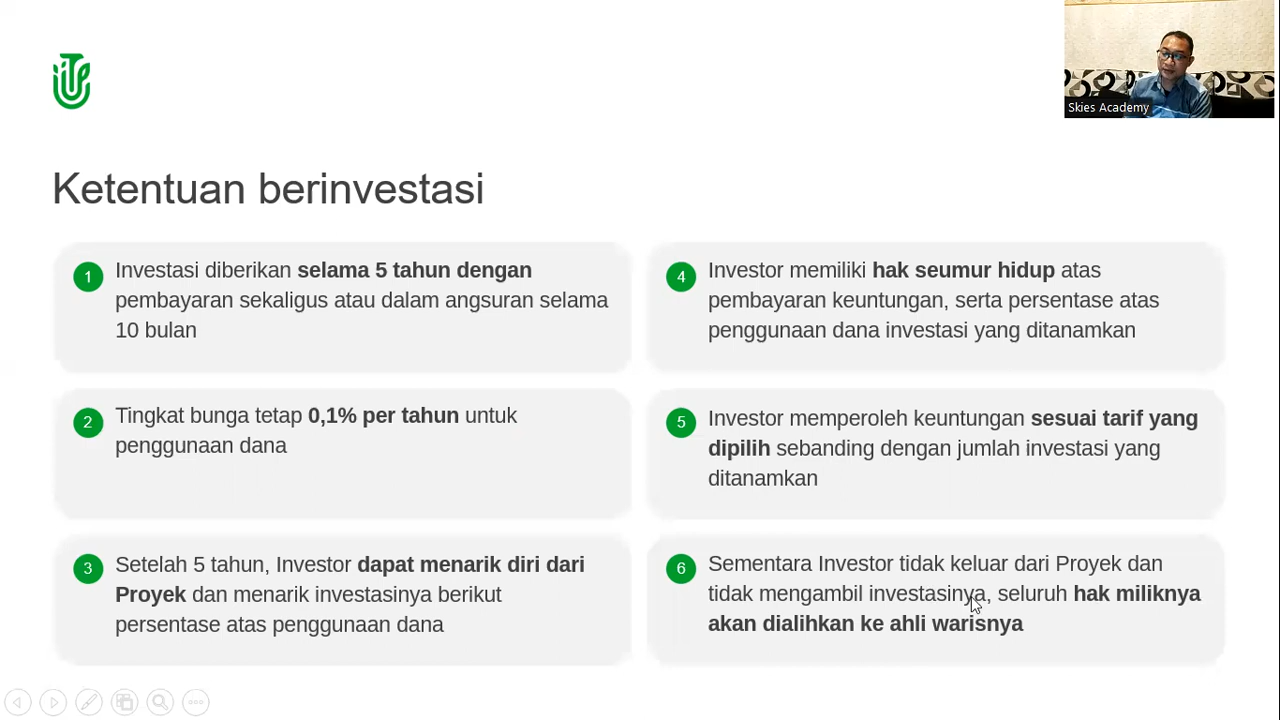 Skies Academy
Ketentuan berinvestasi
1
Investasi diberikan selama 5 tahun dengan
pembayaran sekaligus atau dalam angsuran selama
10 bulan
2
Tingkat bunga tetap 0,1% per tahun untuk
penggunaan dana
3
Setelah 5 tahun, Investor dapat menarik diri dari
Proyek dan menarik investasinya berikut
persentase atas penggunaan dana
4
Investor memiliki hak seumur hidup atas
pembayaran keuntungan, serta persentase atas
penggunaan dana investasi yang ditanamkan
5
Investor memperoleh keuntungan sesuai tarif yang
dipilih sebanding dengan jumlah investasi yang
ditanamkan
6
Sementara Investor tidak keluar dari Proyek dan
tidak mengambil investasinya, seluruh hak miliknya
akan dialihkan ke ahli warisnya